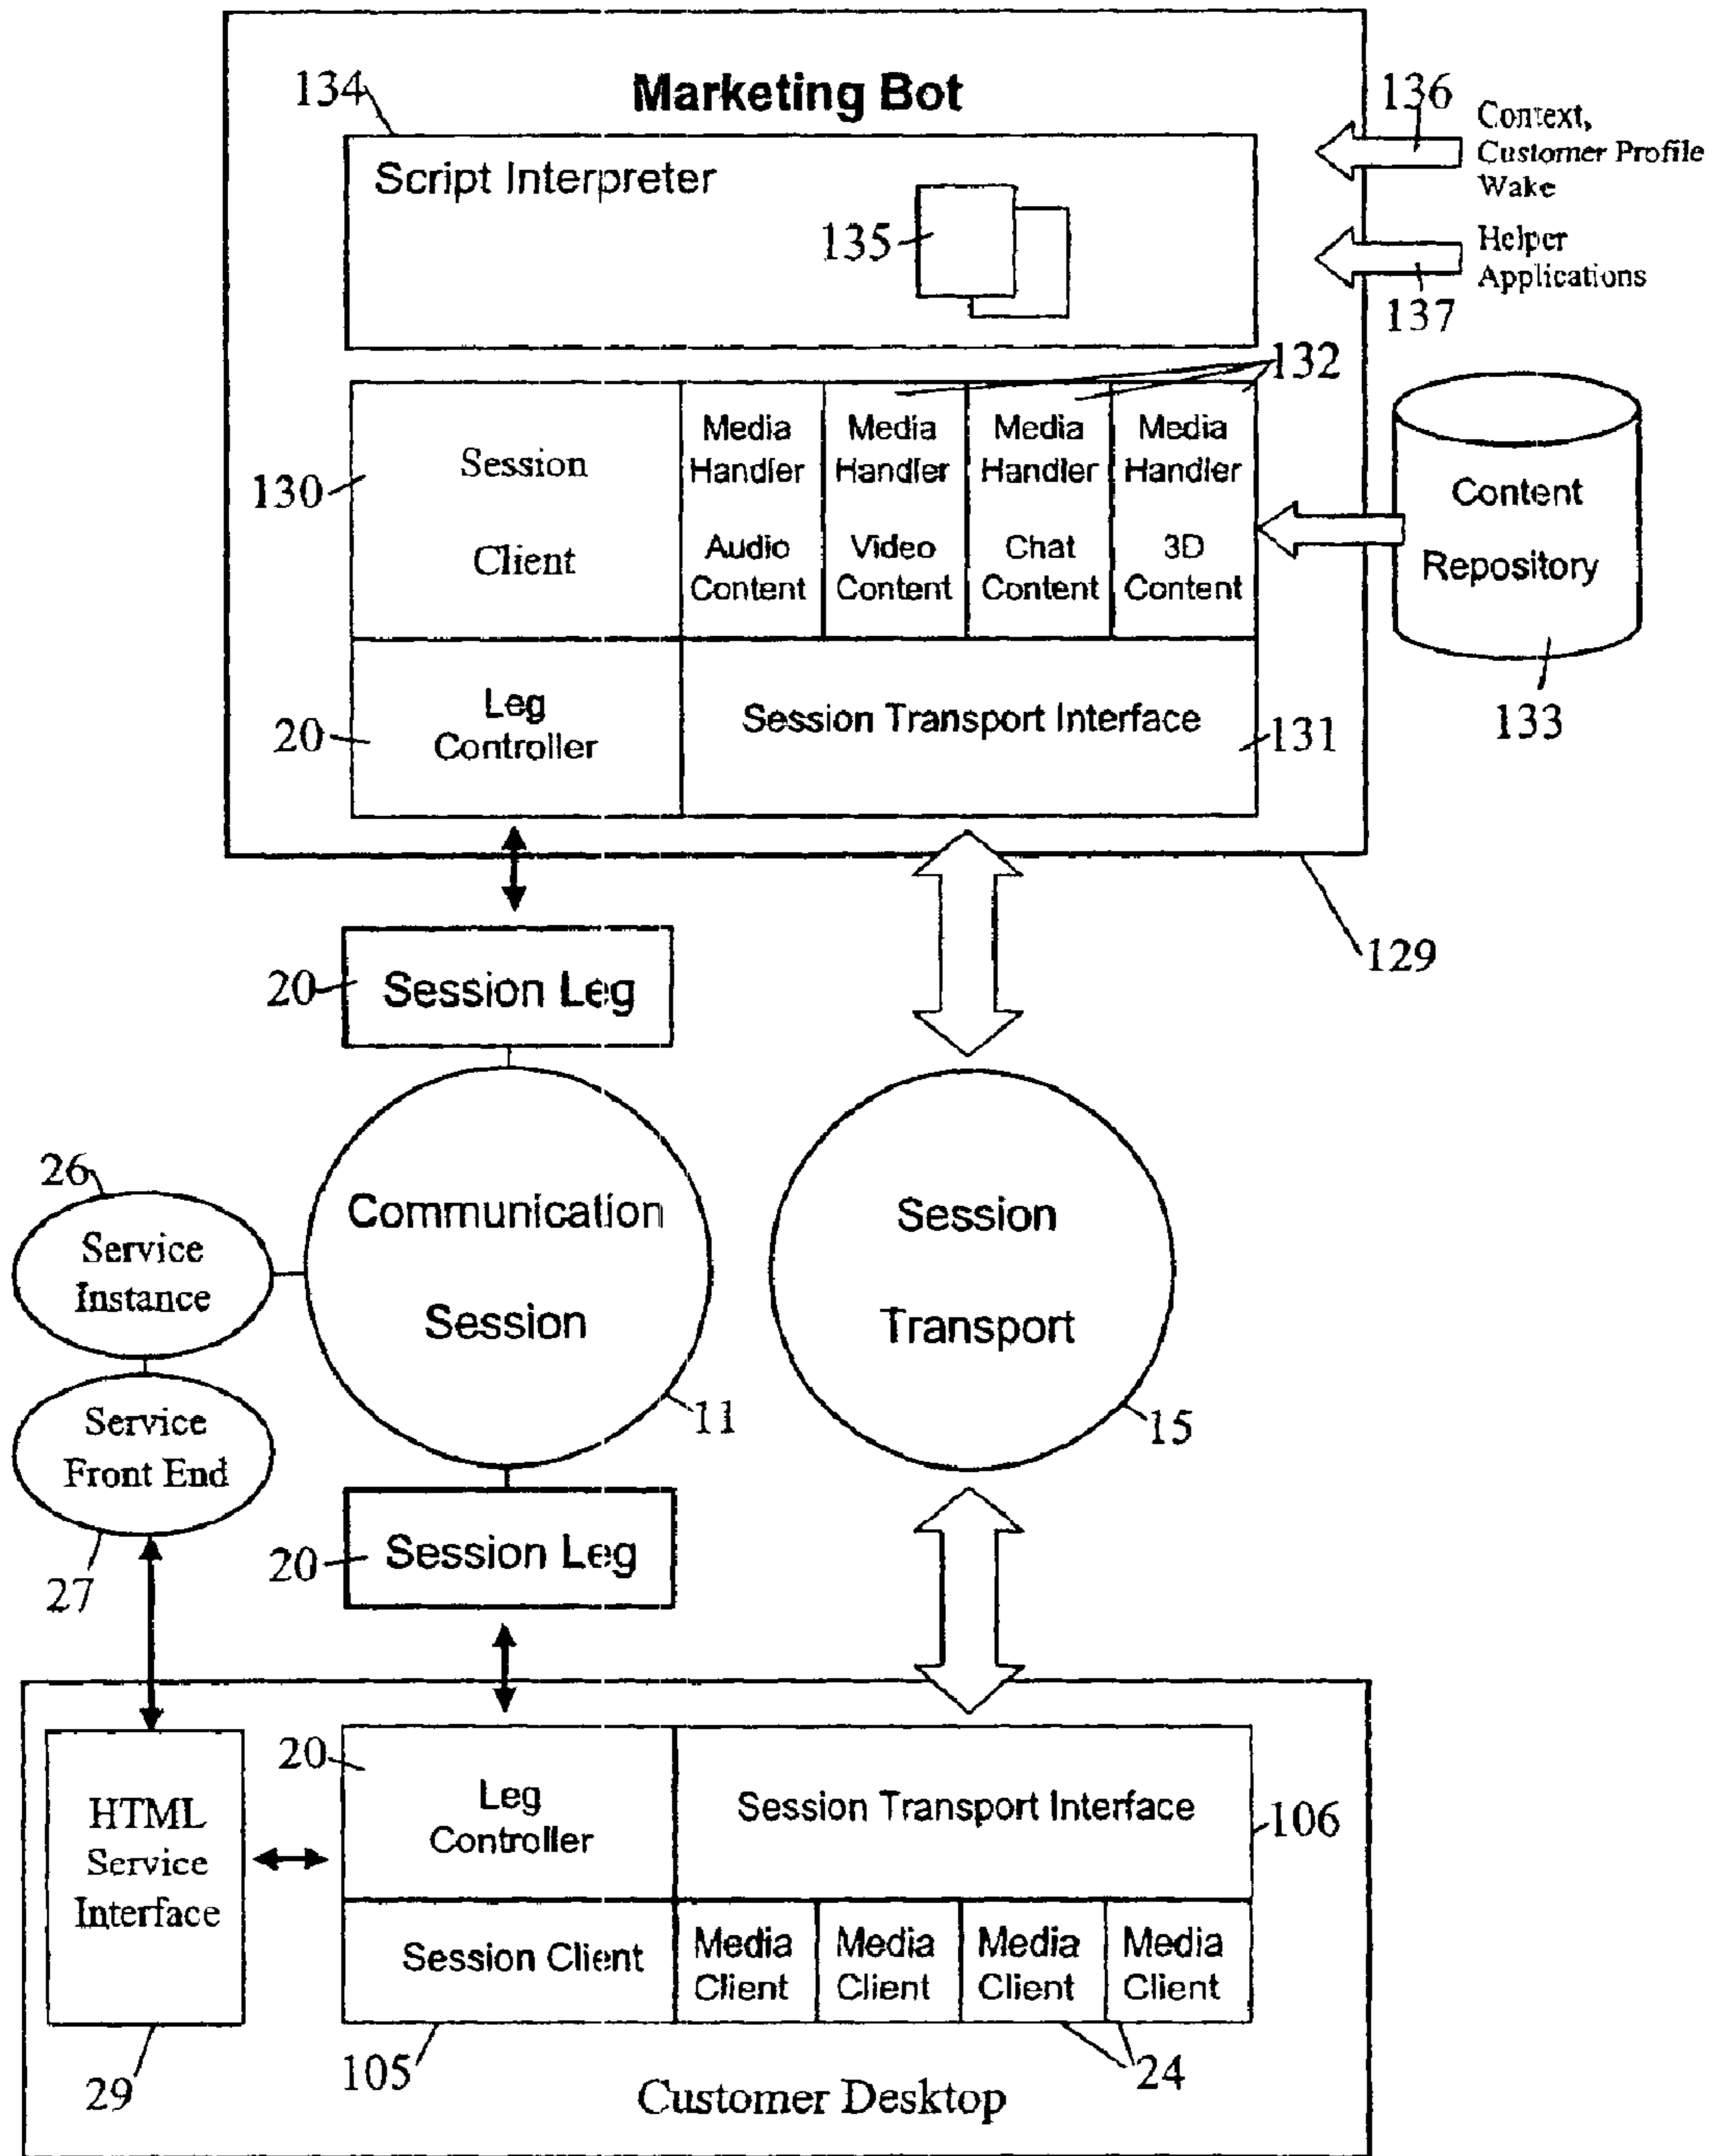 Marketing Bot
134
Script Interpreter
135
136
Context,
Customer Profile
Wake
Helper
Applications
137
132
130
Session
Client
Media
Handler
Audio
Content
Media
Handler
Video
Content
Media
Handler
Chat
Content
Media
Handler
3D
Content
Content
Repository
133
20
Leg
Controller
Session Transport Interface
131
129
20
Session Leg
26
Service
Instance
Communication
Session
11
Session
Transport
15
Service
Front End
27
20
Session Leg
HTML
Service
Interface
29
20
Leg
Controller
Session Transport Interface
106
Session Client
105
Media
Client
Media
Client
Media
Client
Media
Client
24
Customer Desktop